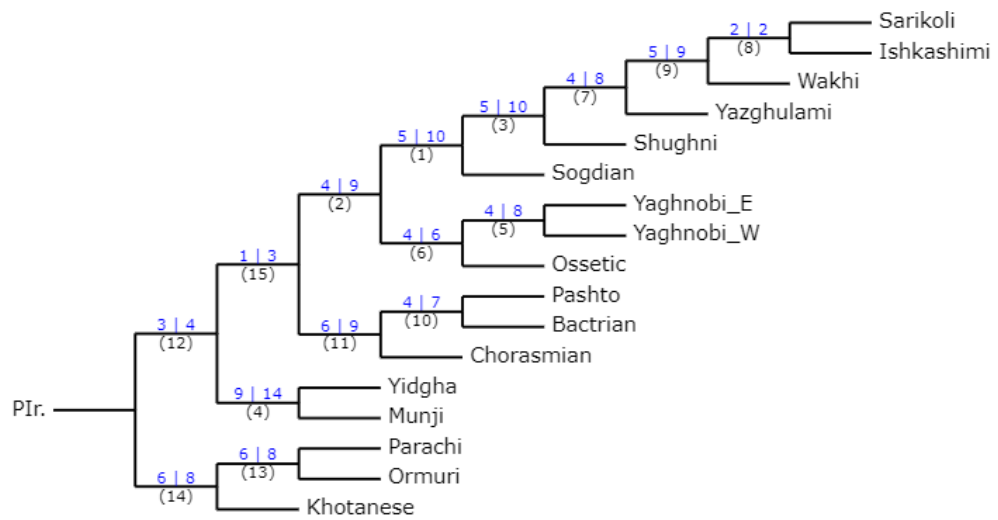 Sarikoli
2 | 2
(8)
Ishkashimi
5 | 9
(9)
Wakhi
4 | 8
(7)
Yazghulami
5 | 10
(3)
Shughni
5 | 10
(1)
Sogdian
4 | 9
(2)
Yaghnobi_E
4 | 8
(5)
Yaghnobi_W
4 | 6
(6)
Ossetic
1 | 3
(15)
Pashto
4 | 7
(10)
Bactrian
6 | 9
(11)
Chorasmian
3 | 4
(12)
Yidgha
9 | 14
(4)
Munji
PIr.
Parachi
6 | 8
(13)
Ormuri
6 | 8
(14)
Khotanese